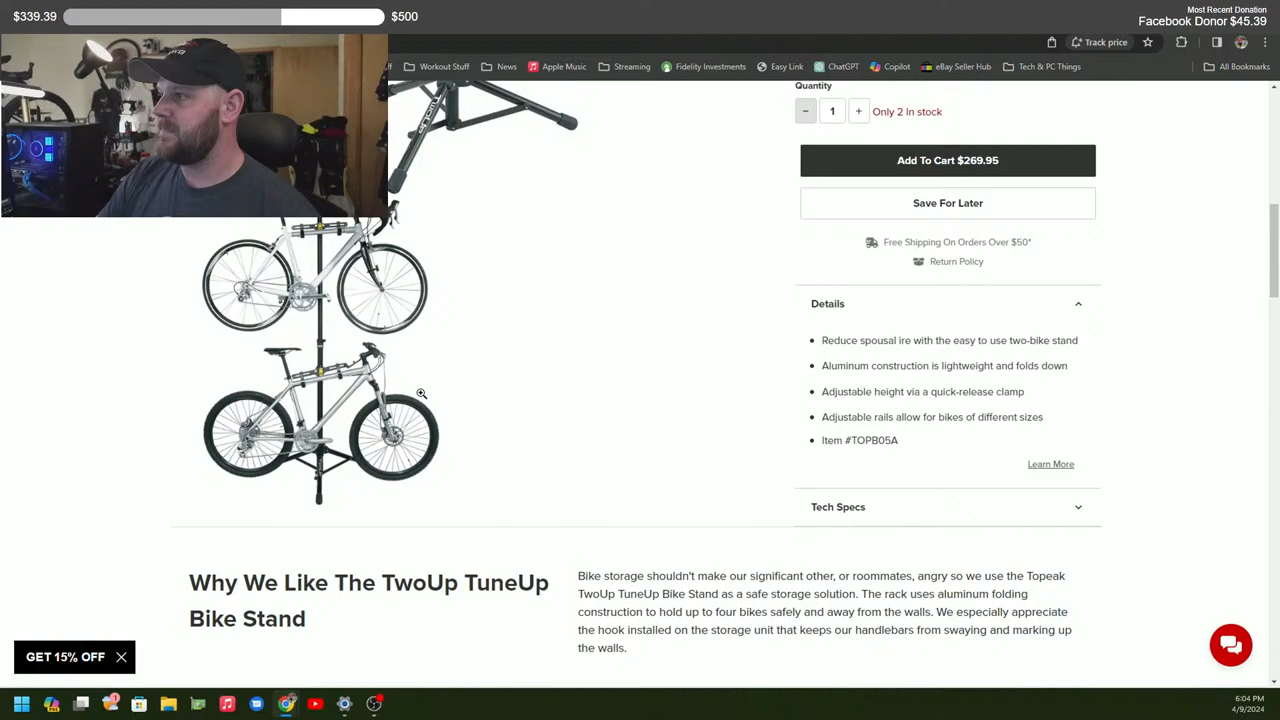 $339.39
$500
Most Recent Donation
Facebook Donor $45.39
Track price
Workout Stuff
News
Apple Music
Streaming
Fidelity Investments
Easy Link
ChatGPT
Copilot
eBay Seller Hub
Tech & PC Things
All Bookmarks
Quantity
1
Only 2 In stock
Add To Cart $269.95
Save For Later
Free Shipping On Orders Over $50*
Return Policy
Details
Reduce spousal ire with the easy to use two-bike stand
Aluminum construction is lightweight and folds down
Adjustable height via a quick-release clamp
Adjustable rails allow for bikes of different sizes
Item #TOPB05A
Learn More
Tech Specs
Why We Like The TwoUp TuneUp
Bike Stand
Bike storage shouldn't make our significant other, or roommates, angry so we use the Topeak
TwoUp TuneUp Bike Stand as a safe storage solution. The rack uses aluminum folding
construction to hold up to four bikes safely and away from the walls. We especially appreciate
the hook installed on the storage unit that keeps our handlebars from swaying and marking up
the walls.
GET 15% OFF
6:04 PM
4/9/2024